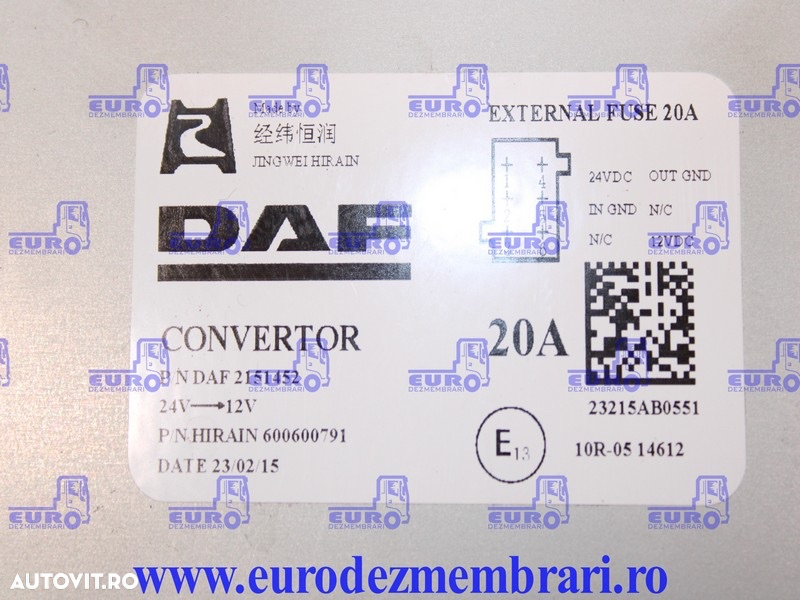 Made by
经纬恒润
JINGWEI HIRAIN
DAF
CONVERTOR
P/N DAF 2151452
24V→12V
P/N HIRAIN 600600791
DATE 23/02/15
EXTERNAL FUSE 20A
24VDC OUT GND
IN GND N/C
N/C 12VDC
20A
23215AB0551
E13
10R-05 14612
EURO
DEZMEMBRARI
AUTOVIT.RO
www.eurodezmembrari.ro